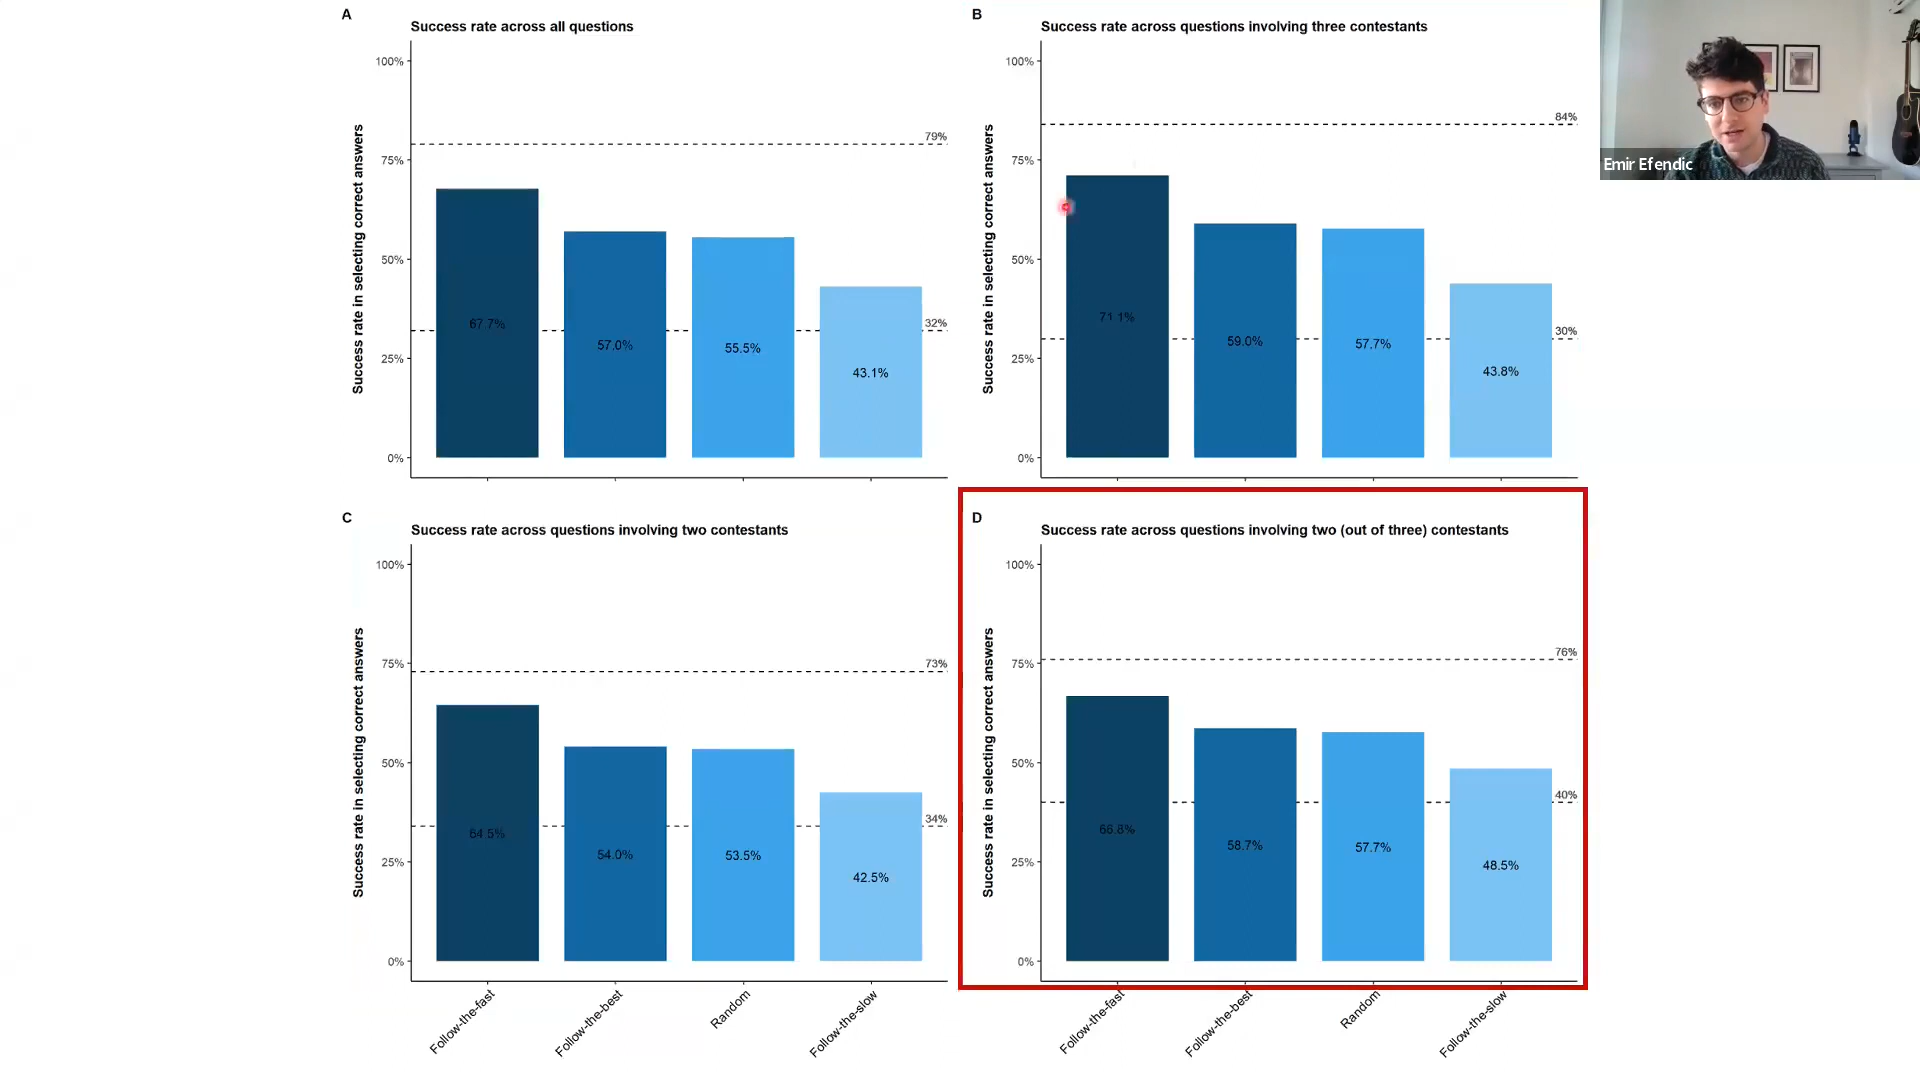 A
Success rate across all questions
Success rate in selecting correct answers
100%
75%
50%
25%
0%
79%
32%
67.7%
57.0%
55.5%
43.1%
B
Success rate across questions involving three contestants
Success rate in selecting correct answers
100%
75%
50%
25%
0%
84%
30%
71.1%
59.0%
57.7%
43.8%
Emir Efendic
C
Success rate across questions involving two contestants
Success rate in selecting correct answers
100%
75%
50%
25%
0%
73%
34%
64.5%
54.0%
53.5%
42.5%
Follow-the-fast
Follow-the-best
Random
Follow-the-slow
D
Success rate across questions involving two (out of three) contestants
Success rate in selecting correct answers
100%
75%
50%
25%
0%
76%
40%
66.8%
58.7%
57.7%
48.5%
Follow-the-fast
Follow-the-best
Random
Follow-the-slow